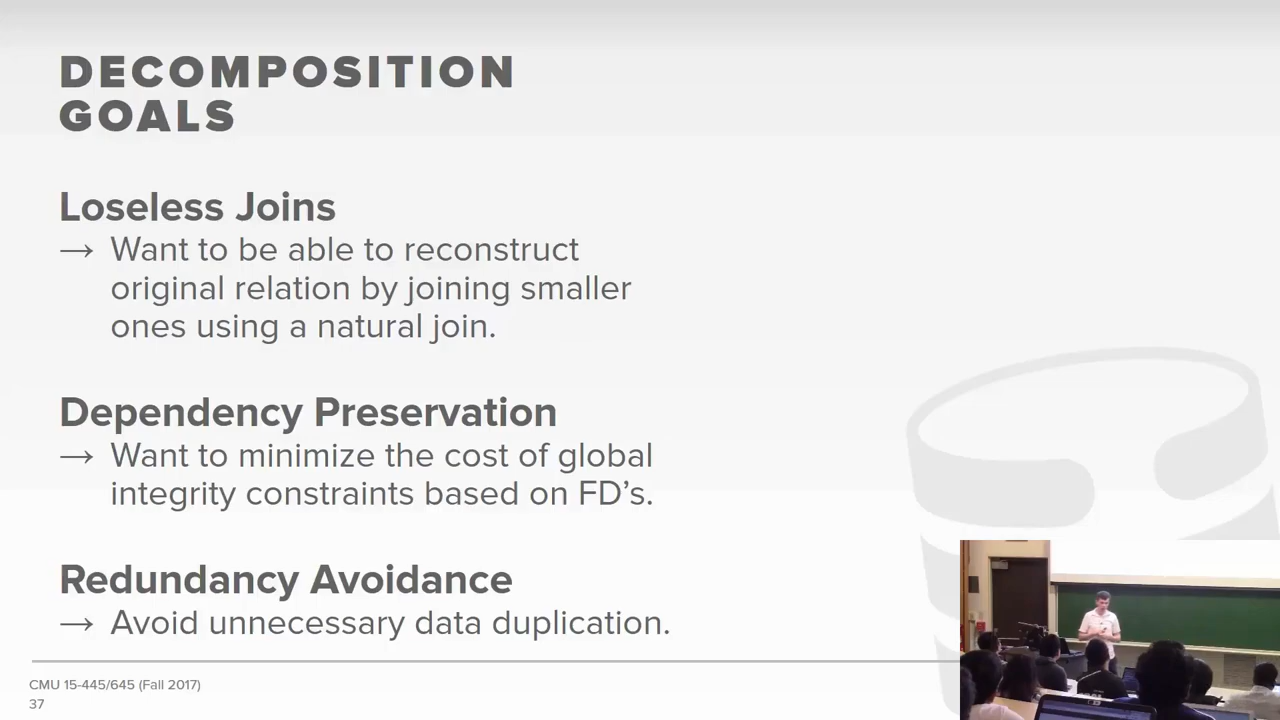 DECOMPOSITION
GOALS
Loseless Joins
→ Want to be able to reconstruct
original relation by joining smaller
ones using a natural join.
Dependency Preservation
→ Want to minimize the cost of global
integrity constraints based on FD’s.
Redundancy Avoidance
→ Avoid unnecessary data duplication.
CMU 15-445/645 (Fall 2017)
37